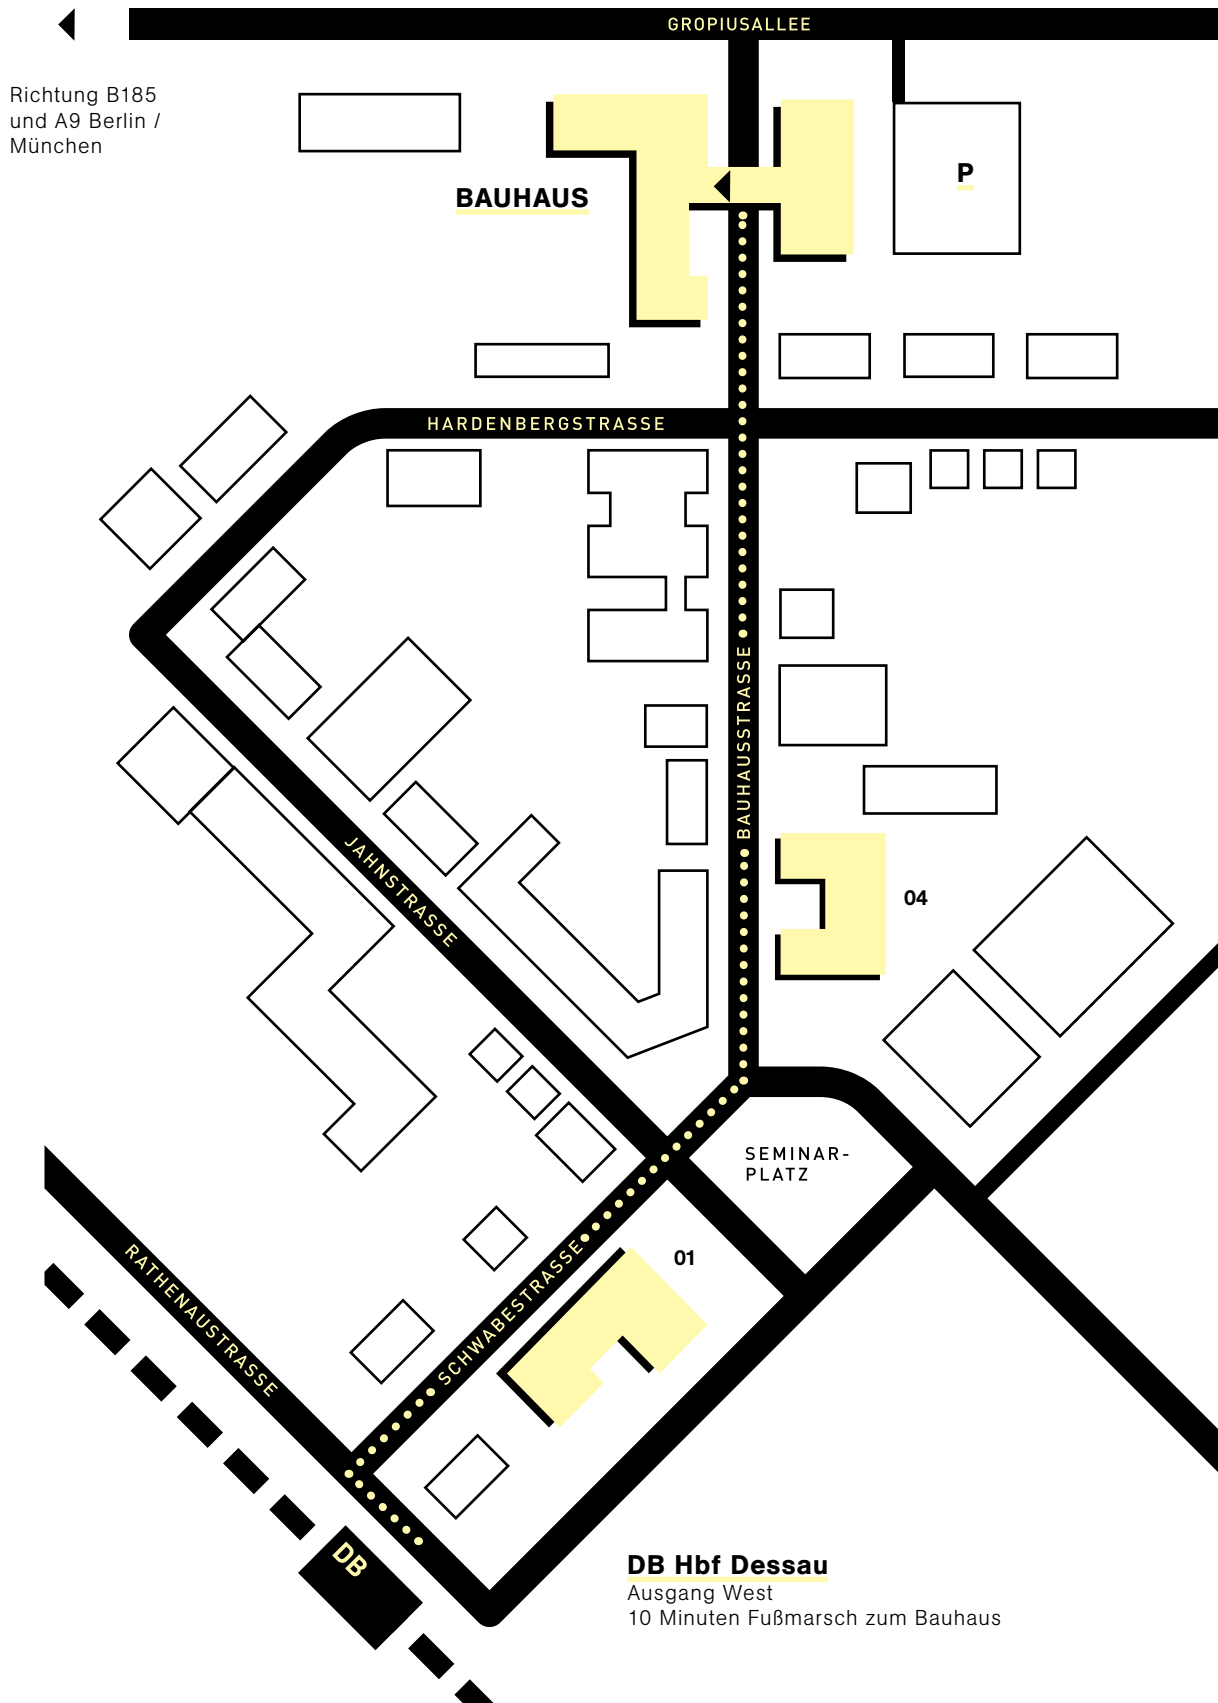 GROPIUSALLEE
Richtung B185
und A9 Berlin /
München
P
BAUHAUS
HARDENBERGSTRASSE
BAUHAUSSTRASSE
JAHNSTRASSE
04
SEMINAR-
PLATZ
01
RATHENAUSTRASSE
SCHWABESTRASSE
DB
DB Hbf Dessau
Ausgang West
10 Minuten Fußmarsch zum Bauhaus